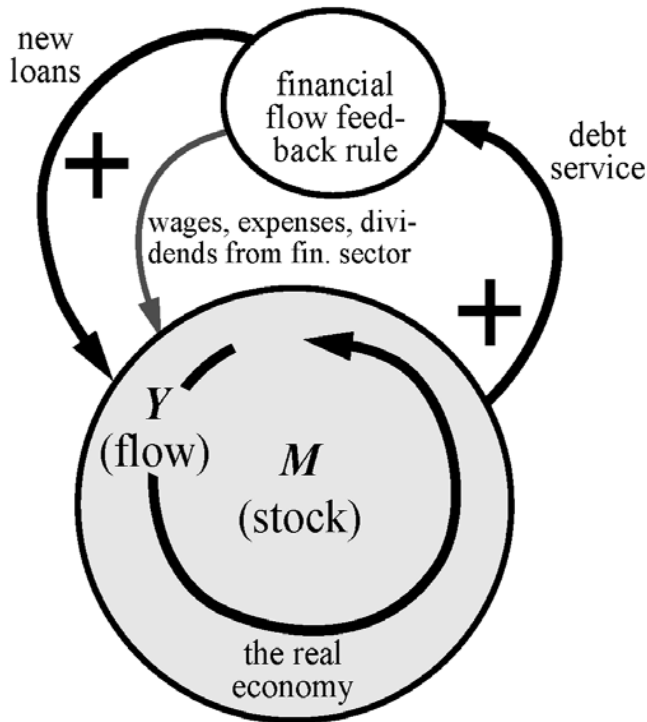 new
loans
financial
flow feed-
back rule
debt
service
+
wages, expenses, divi-
dends from fin. sector
+
Y
(flow)
M
(stock)
the real
economy